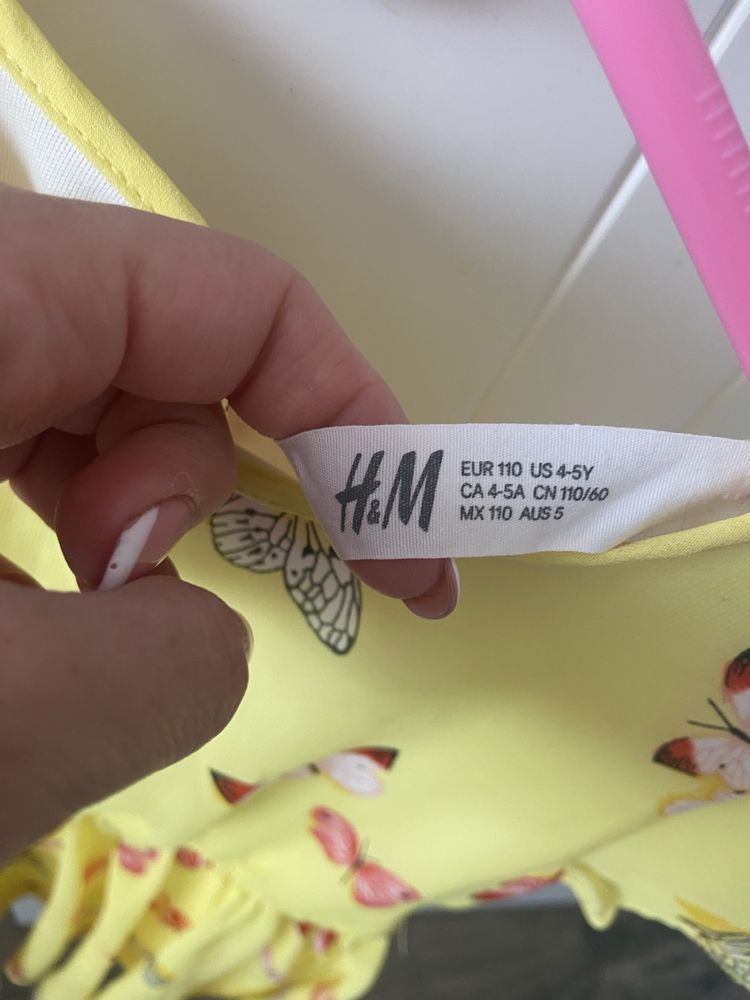 H&M
EUR 110 US 4-5Y
CA 4-5A CN 110/60
MX 110 AUS 5